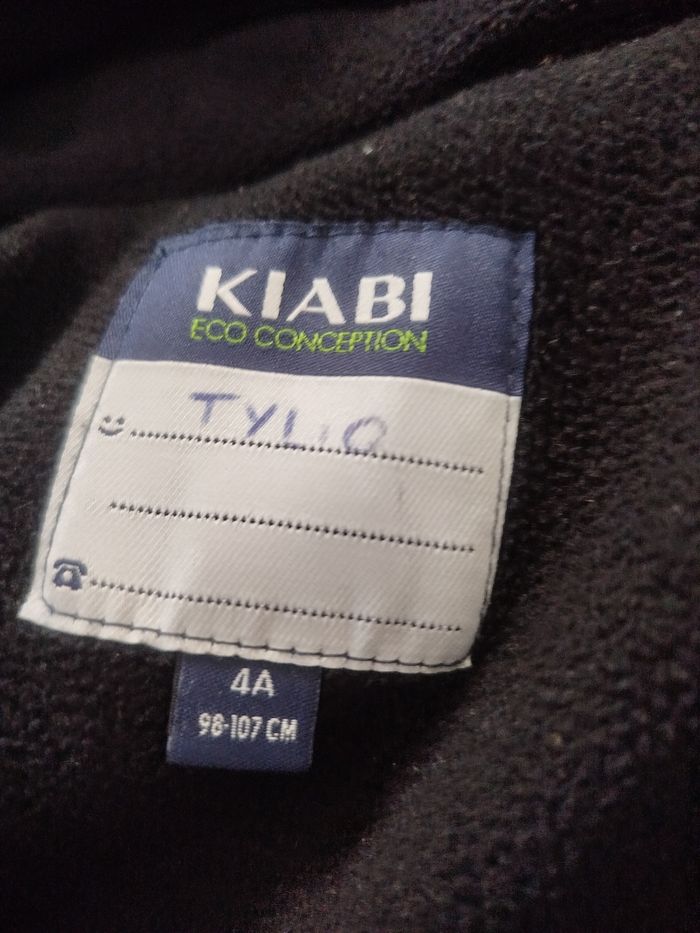 KIABI
ECO CONCEPTION
TYLIO
4A
98-107 CM